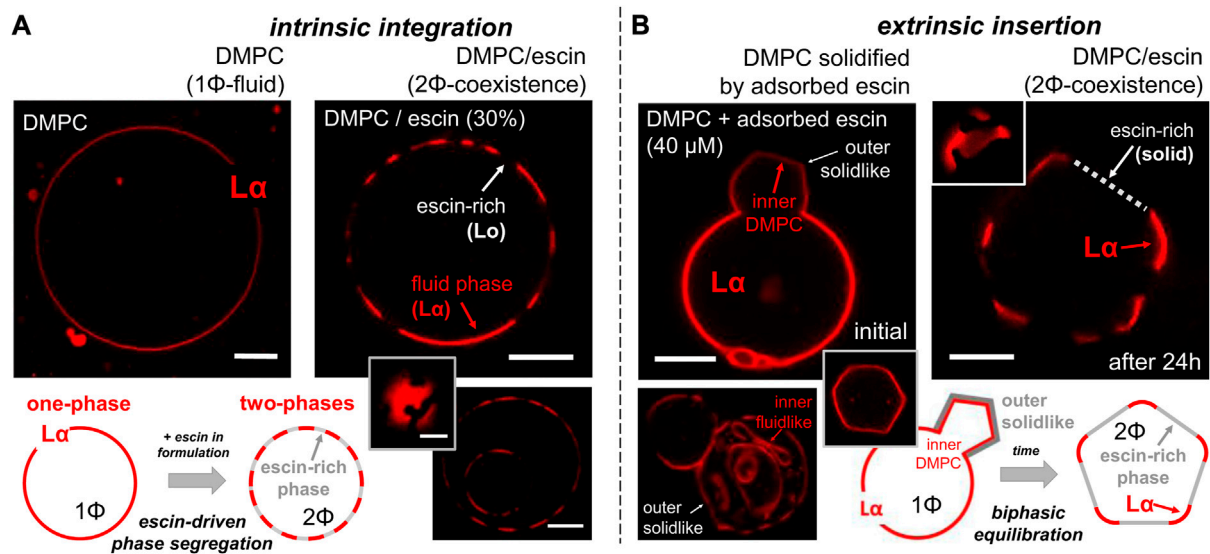 A
intrinsic integration
DMPC
(1Φ-fluid)
DMPC/escin
(2Φ-coexistence)
DMPC
Lα
DMPC / escin (30%)
escin-rich
(Lo)
fluid phase
(Lα)
one-phase
Lα
1Φ
+ escin in
formulation
escin-driven
phase segregation
two-phases
escin-rich
phase
2Φ
B
extrinsic insertion
DMPC solidified
by adsorbed escin
DMPC/escin
(2Φ-coexistence)
DMPC + adsorbed escin
(40 µM)
outer
solidlike
inner
DMPC
Lα
initial
escin-rich
(solid)
Lα
after 24h
inner
fluidlike
outer
solidlike
outer
solidlike
inner
DMPC
Lα
1Φ
time
biphasic
equilibration
2Φ
escin-rich
phase
Lα